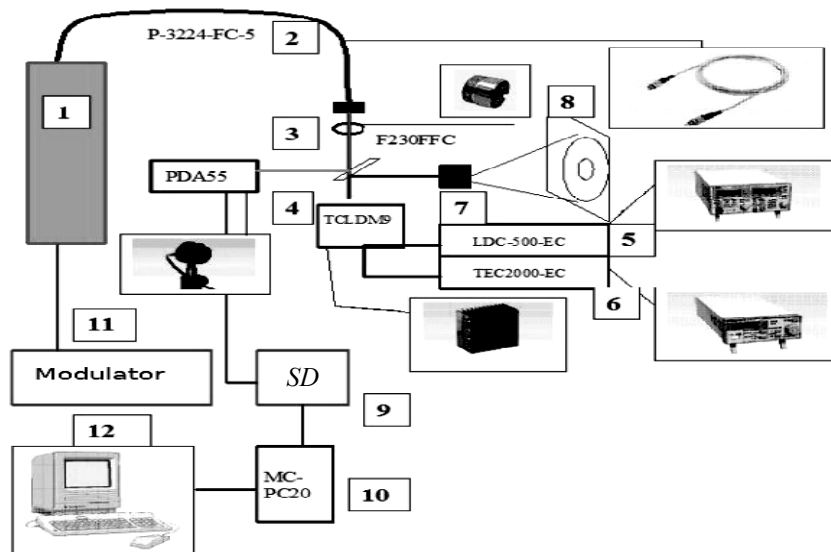 P-3224-FC-5
2
1
8
3
F230FFC
PDA55
4
TCLDM9
7
LDC-500-EC
5
TEC2000-EC
6
11
Modulator
SD
9
12
MC-
PC20
10